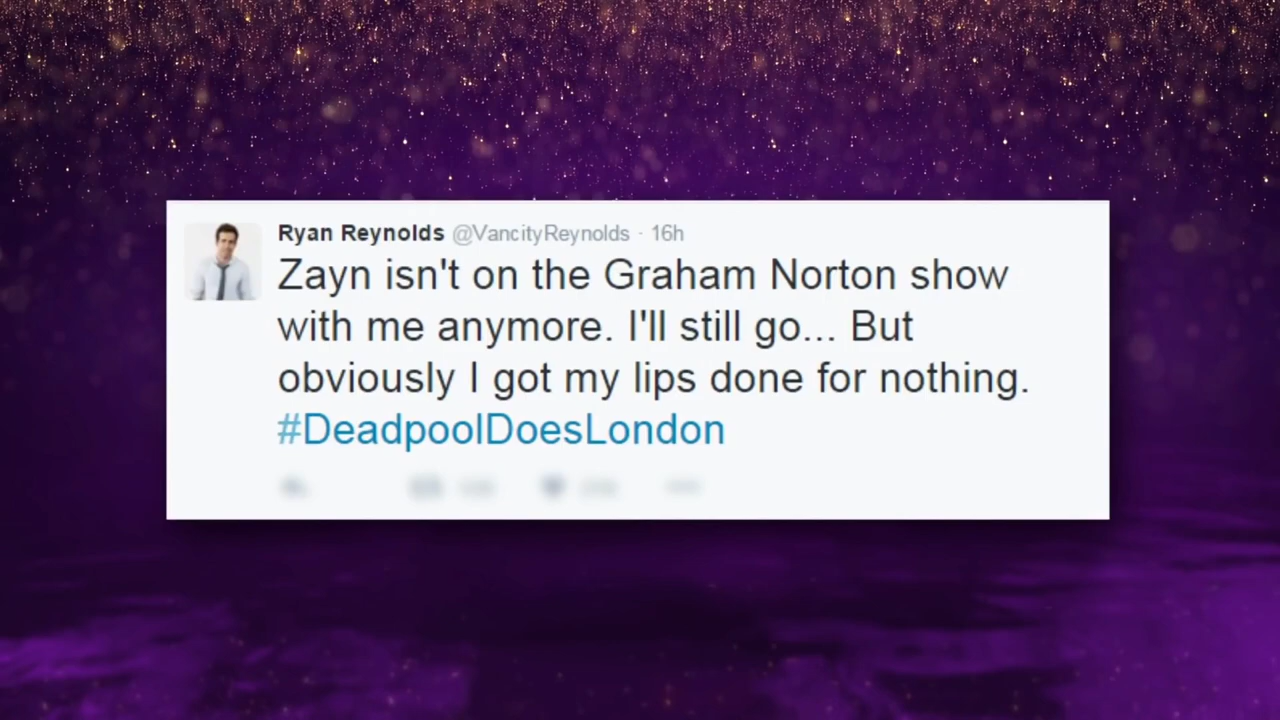 Ryan Reynolds @VancityReynolds · 16h
Zayn isn't on the Graham Norton show
with me anymore. I'll still go... But
obviously I got my lips done for nothing.
#DeadpoolDoesLondon